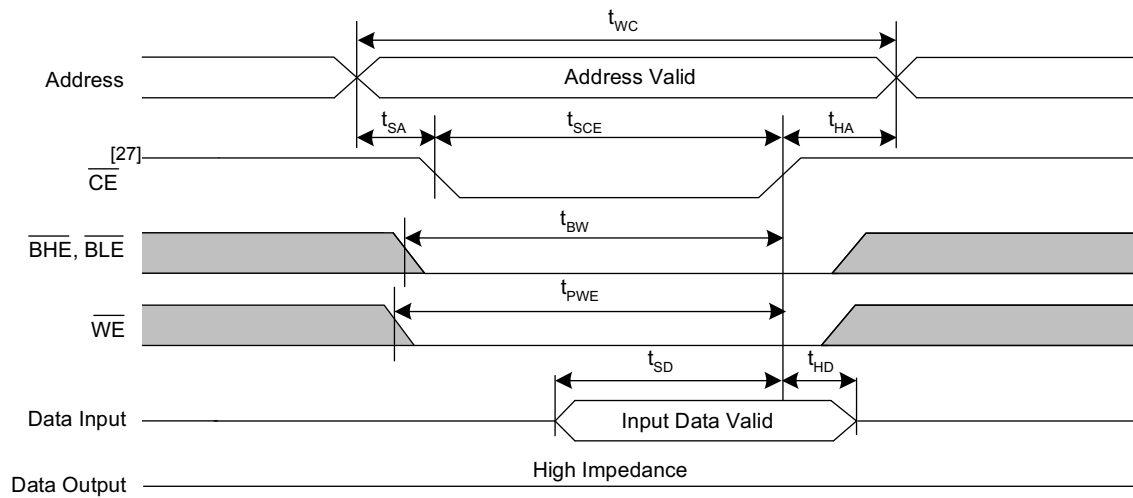 tWC
Address
Address Valid
tSA
tSCE
tHA
[27]
CE
tBW
BHE, BLE
tPWE
WE
tSD
tHD
Data Input
Input Data Valid
High Impedance
Data Output